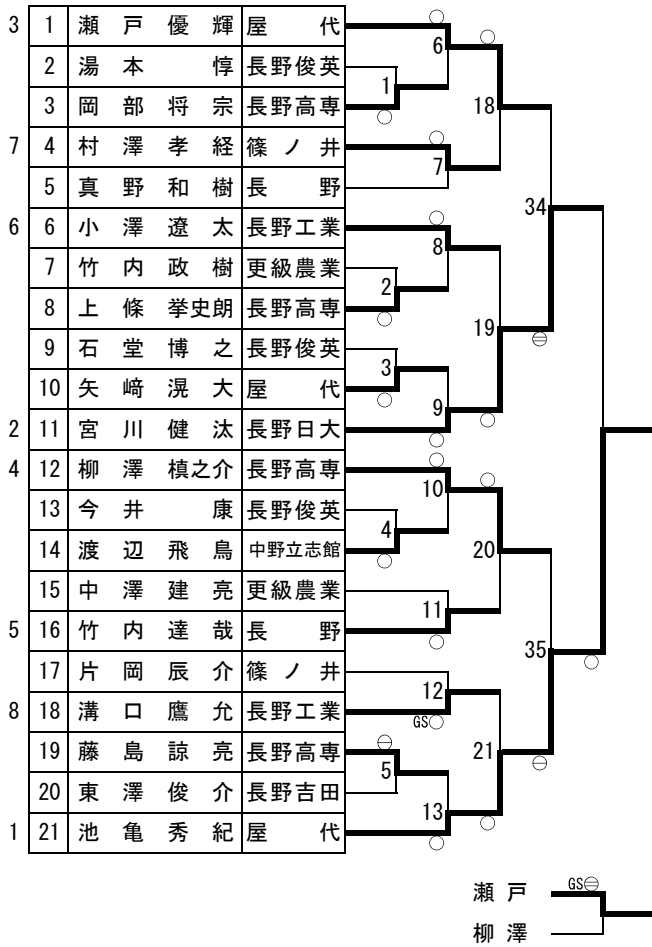 3 1 瀬戸優輝 屋代
2 湯本惇 長野俊英
3 岡部将宗 長野高専
7 4 村澤孝経 篠ノ井
5 真野和樹 長野
6 6 小澤遼太 長野工業
7 竹内政樹 更級農業
8 上條挙史朗 長野高専
9 石堂博之 長野俊英
10 矢﨑滉大 屋代
2 11 宮川健汰 長野日大
4 12 柳澤槙之介 長野高専
13 今井康 長野俊英
14 渡辺飛鳥 中野立志館
15 中澤建亮 更級農業
5 16 竹内達哉 長野
17 片岡辰介 篠ノ井
8 18 溝口鷹允 長野工業
19 藤島諒亮 長野高専
20 東澤俊介 長野吉田
1 21 池亀秀紀 屋代
6
1
18
7
34
8
2
19
3
9
10
4
20
11
35
12
GS
21
5
13
瀬戸 GS
柳澤